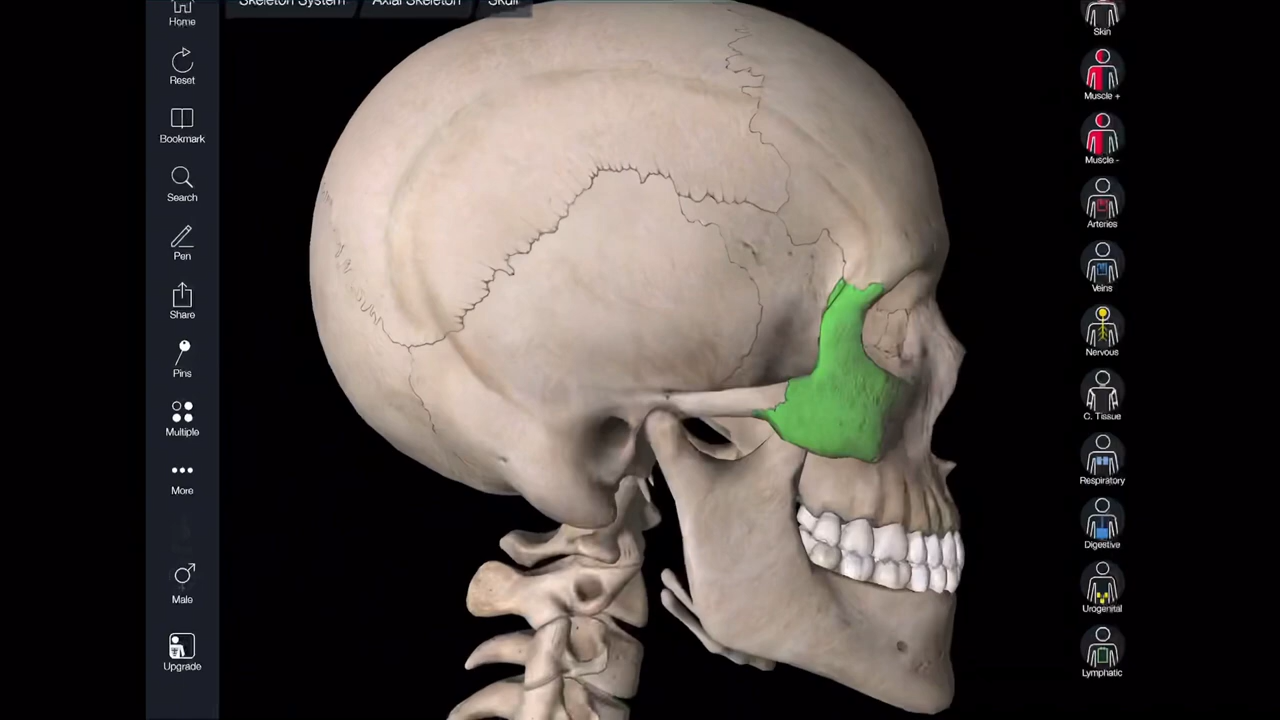 Skeleton System
Axial Skeleton
Skull
Home
Reset
Bookmark
Search
Pen
Share
Pins
Multiple
More
Male
Upgrade
Skin
Muscle +
Muscle -
Arteries
Veins
Nervous
C. Tissue
Respiratory
Digestive
Urogenital
Lymphatic